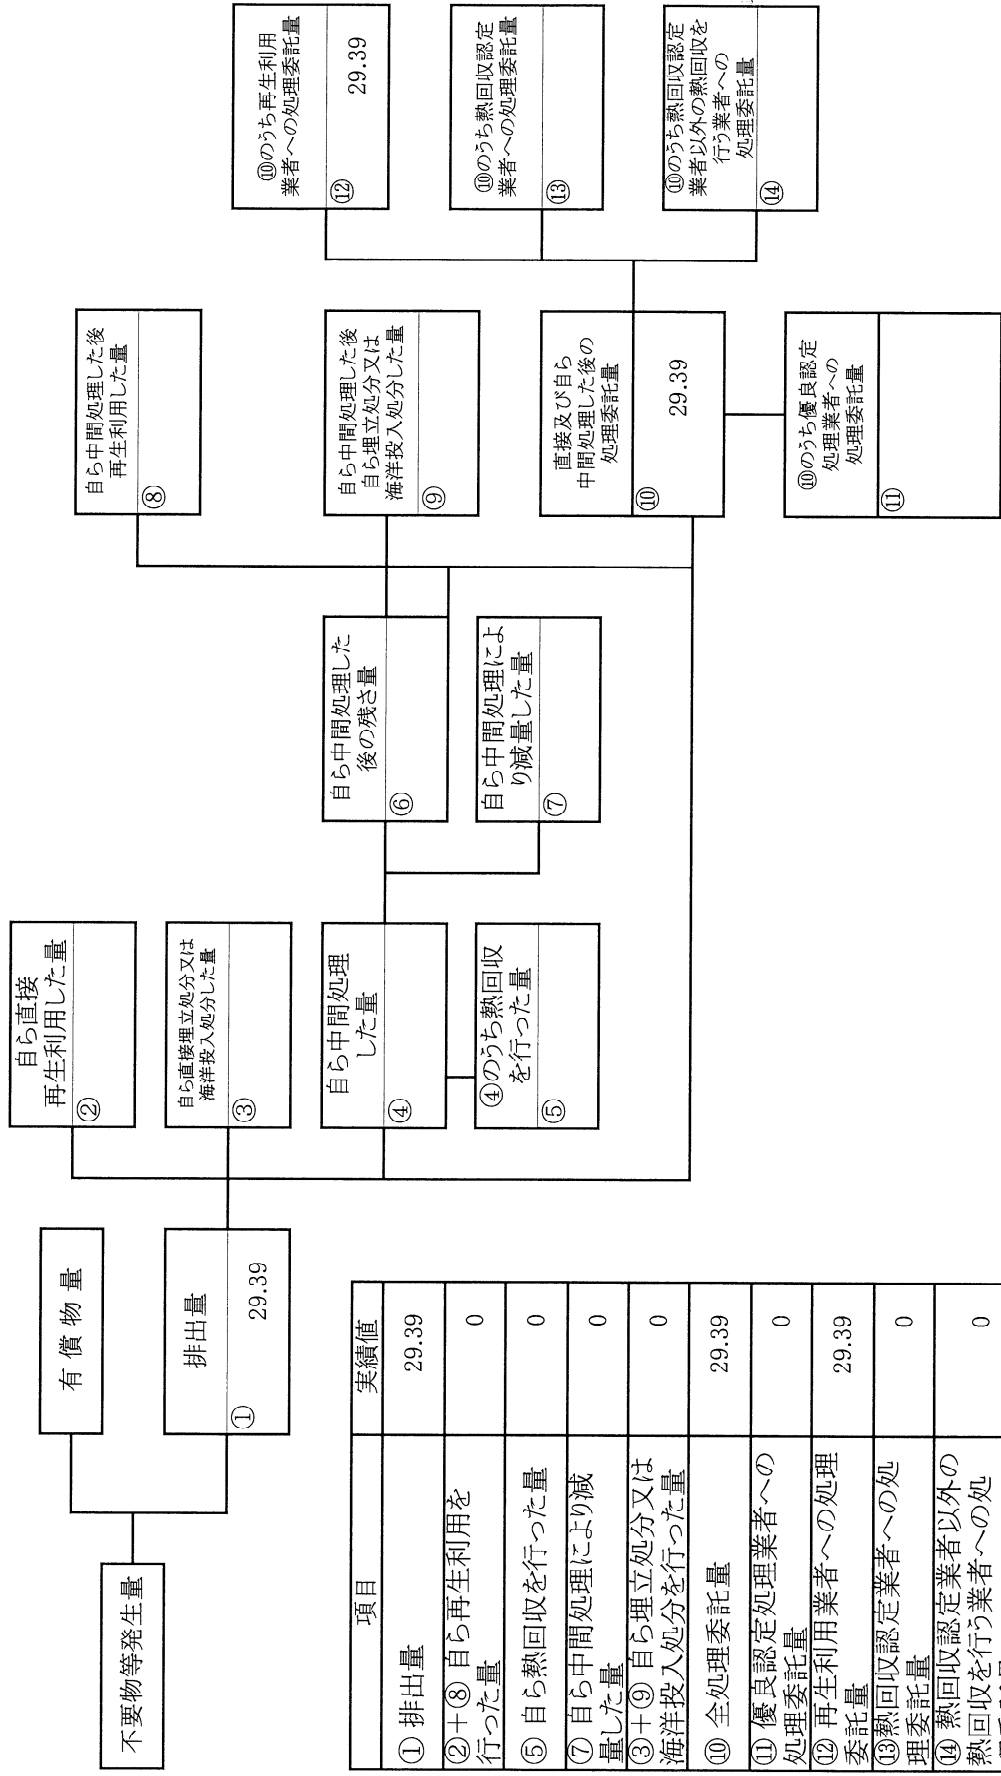 不要物等発生量
有償物量
排出量
①
29.39
自ら直接
再生利用した量
②
自ら直接埋立処分又は
海洋投入処分した量
③
自ら中間処理
した量
④
④のうち熱回収
を行った量
⑤
自ら中間処理した
後の残さ量
⑥
自ら中間処理によ
り減量した量
⑦
自ら中間処理した後
再生利用した量
⑧
自ら中間処理した後
自ら埋立処分又は
海洋投入処分した量
⑨
直接及び自ら
中間処理した後の
処理委託量
⑩
29.39
⑩のうち優良認定
処理業者への
処理委託量
⑪
⑩のうち再生利用
業者への処理委託量
⑫
29.39
⑩のうち熱回収認定
業者への処理委託量
⑬
⑩のうち熱回収認定
業者以外の熱回収を
行う業者への
処理委託量
⑭
項目 実績値
①排出量 29.39
②+⑧自ら再生利用を
行った量 0
⑤自ら熱回収を行った量 0
⑦自ら中間処理により減
量した量 0
③+⑨自ら埋立処分又は
海洋投入処分を行った量 0
⑩全処理委託量 29.39
⑪優良認定処理業者への
処理委託量 0
⑫再生利用業者への処理
委託量 29.39
⑬熱回収認定業者への処
理委託量 0
⑭熱回収認定業者以外の
熱回収を行う業者への処 0